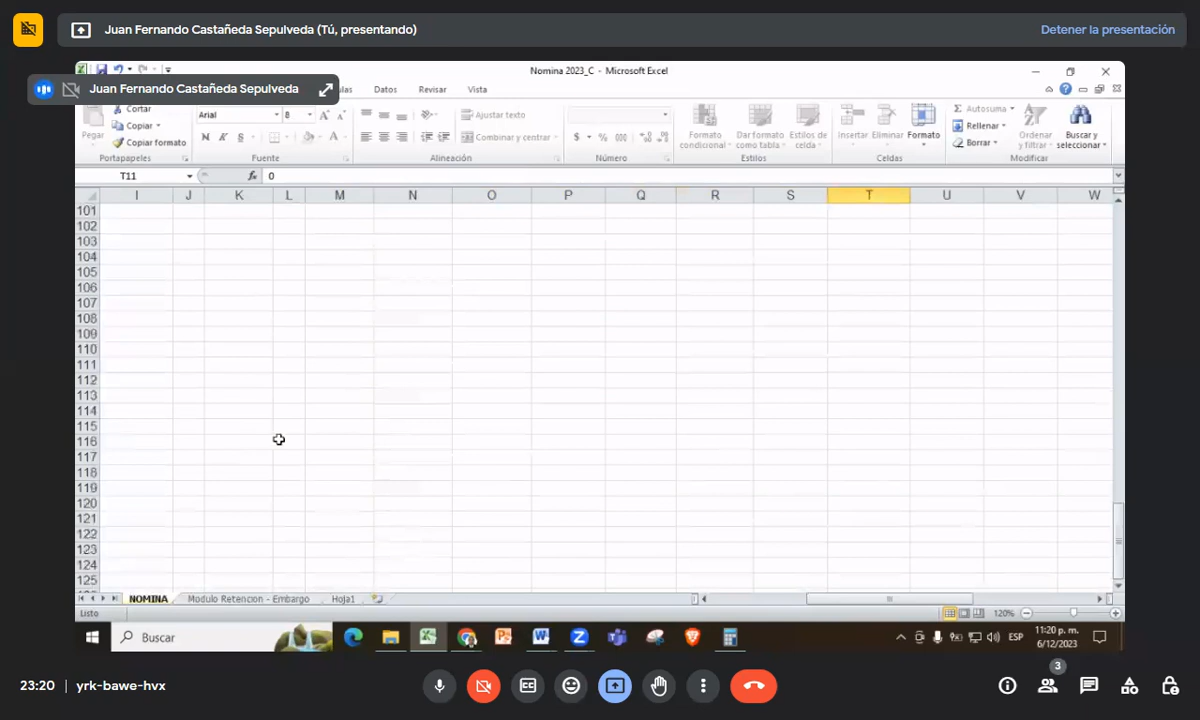 Juan Fernando Castañeda Sepulveda (Tú, presentando)
Detener la presentación
Nomina 2023_C - Microsoft Excel
Juan Fernando Castañeda Sepulveda
Datos
Revisar
Vista
Pegar
Cortar
Copiar
Copiar formato
Portapapeles
Arial
8
N
K
S
A
Fuente
Ajustar texto
Combinar y centrar
Alineación
$
%
000
Número
Formato condicional
Dar formato como tabla
Estilos de celda
Estilos
Insertar
Eliminar
Formato
Celdas
Autosuma
Rellenar
Borrar
Ordenar y filtrar
Buscar y seleccionar
Modificar
T11
fx
0
I J K L M N O P Q R S T U V W
101
102
103
104
105
106
107
108
109
110
111
112
113
114
115
116
117
118
119
120
121
122
123
124
125
NOMINA
Modulo Retencion - Embargo
Hoja1
Listo
120%
Buscar
ESP
11:20 p. m.
6/12/2023
23:20 | yrk-bawe-hvx
3